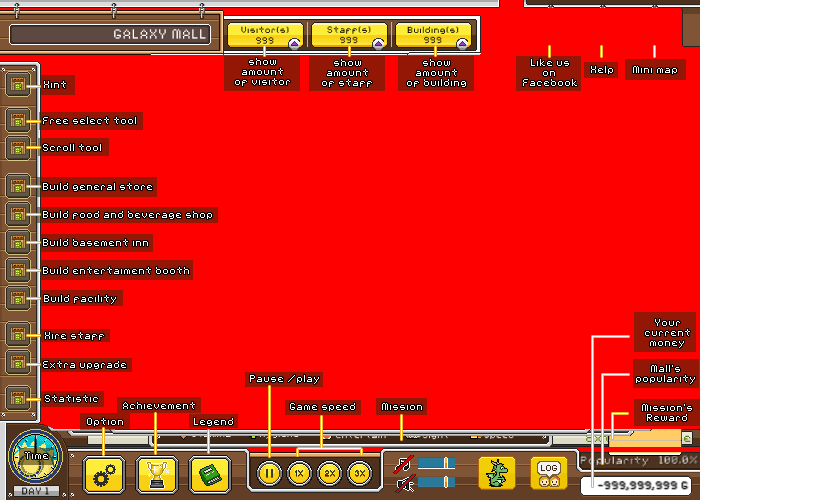 GALAXY MALL
Visitor(s)
999
Staff(s)
999
Building(s)
999
show
amount
of visitor
show
amount
of staff
show
amount
of building
Like us
on
Facebook
Help
Mini map
Hint
Free select tool
Scroll tool
Build general store
Build food and beverage shop
Build basement inn
Build entertaiment booth
Build facility
Hire staff
Extra upgrade
Statistic
Your
current
money
Mall's
popularity
Mission's
Reward
Pause /play
Achievement
Game speed
Mission
Option
Legend
Time
DAY 1
1X
2X
3X
LOG
Popularity 100.0%
-999,999,999 G